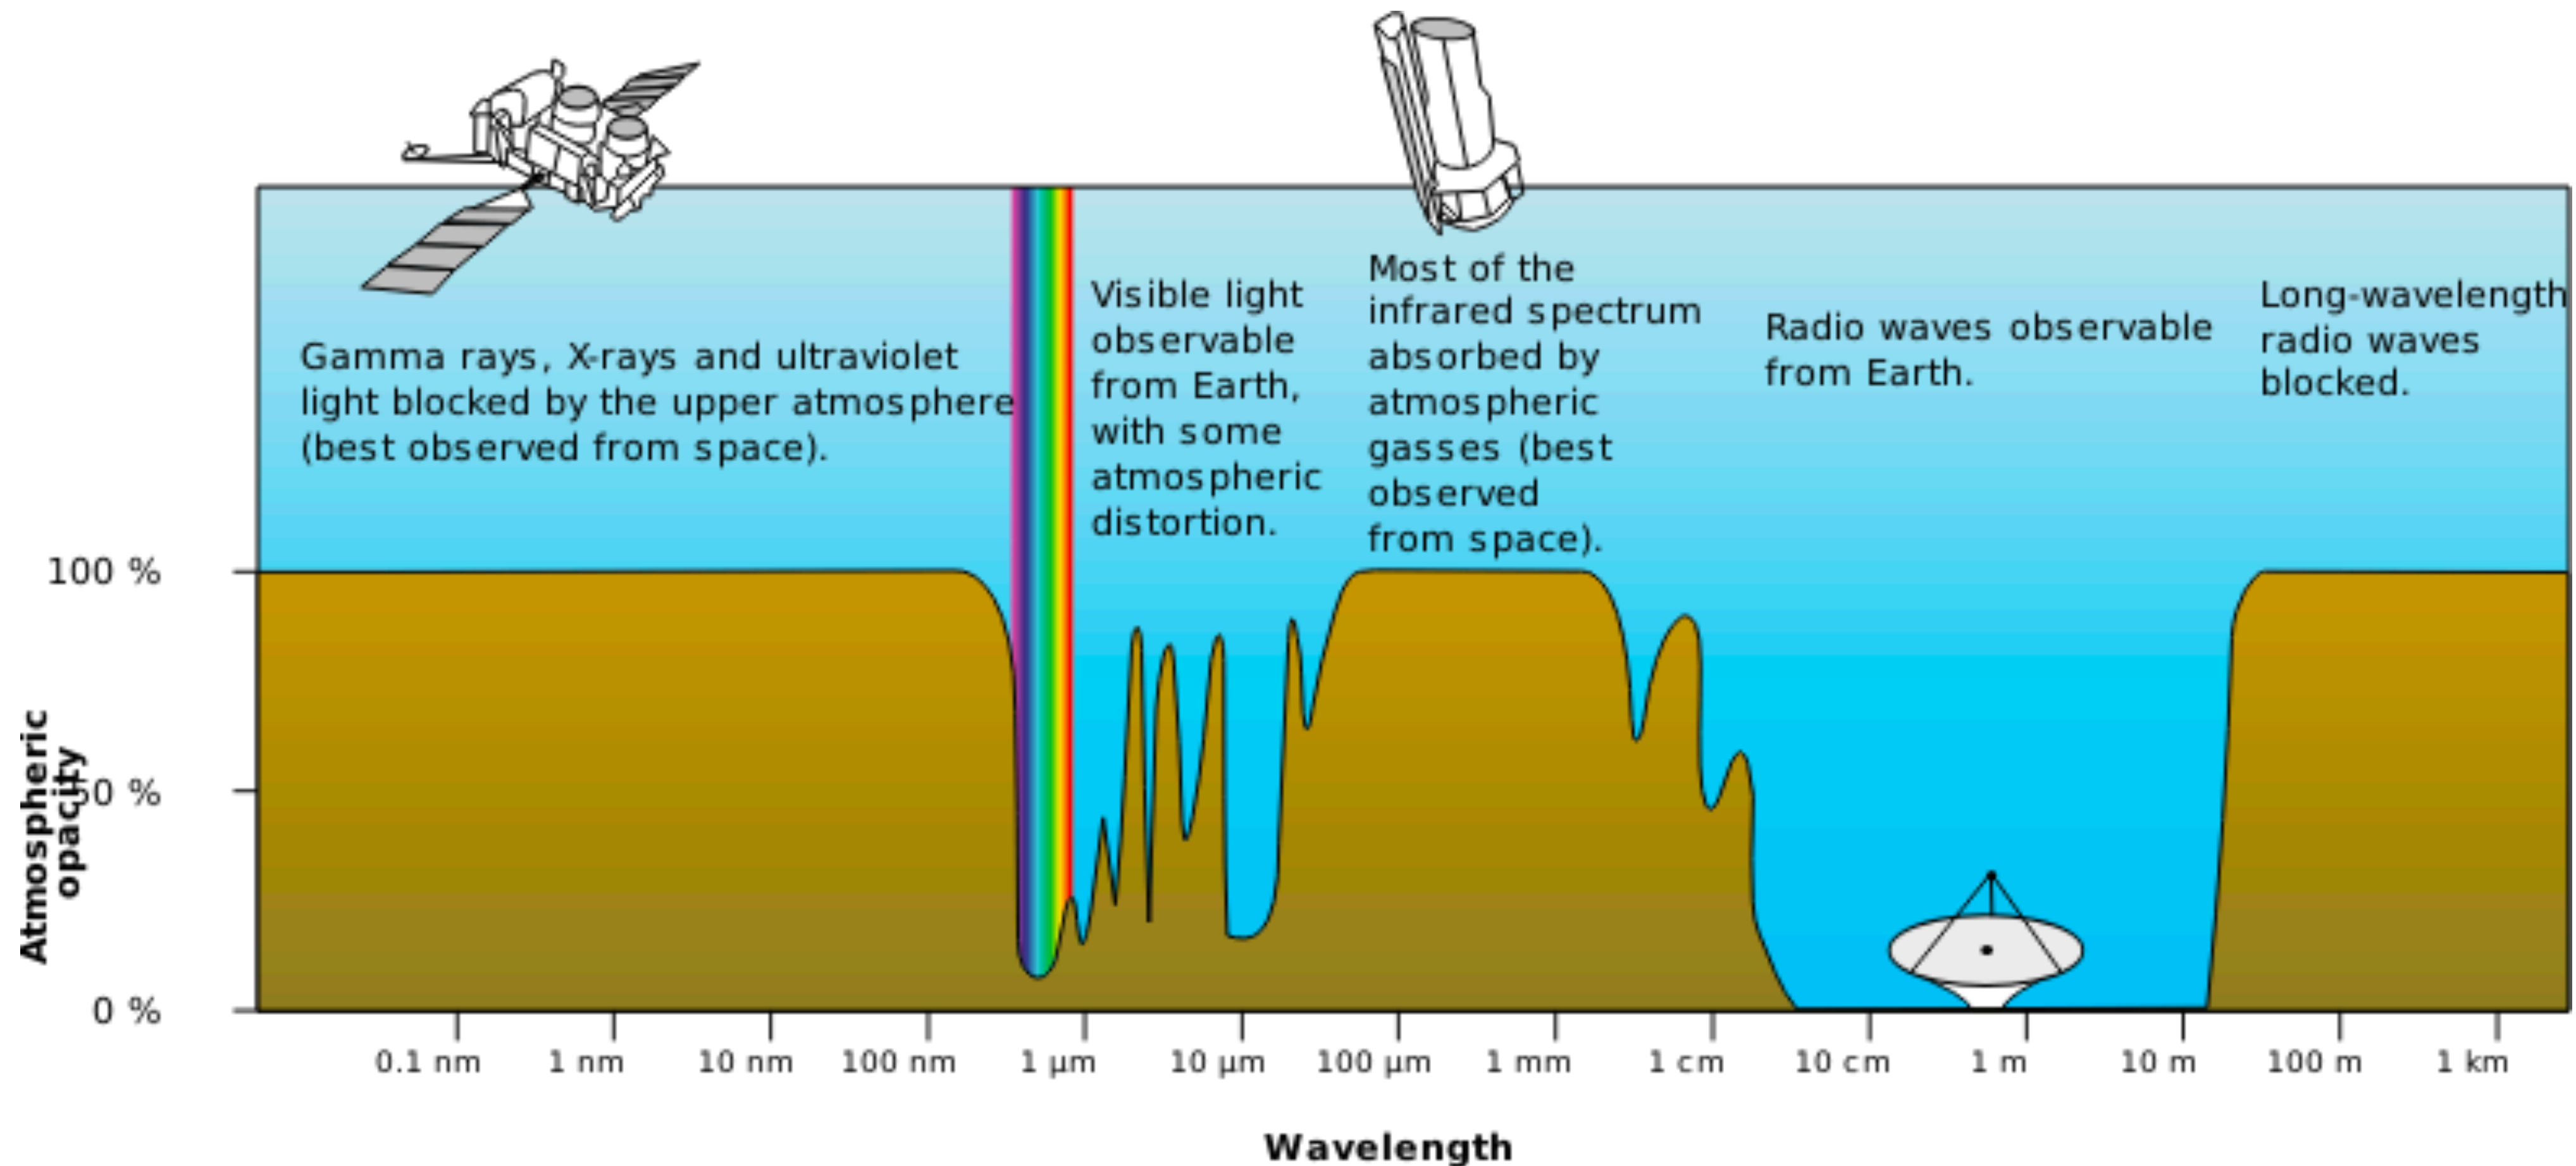 Gamma rays, X-rays and ultraviolet
light blocked by the upper atmosphere
(best observed from space).
Visible light
observable
from Earth,
with some
atmospheric
distortion.
Most of the
infrared spectrum
absorbed by
atmospheric
gasses (best
observed
from space).
Radio waves observable
from Earth.
Long-wavelength
radio waves
blocked.
Atmospheric
opacity
100 %
50 %
0 %
0.1 nm
1 nm
10 nm
100 nm
1 μm
10 μm
100 μm
1 mm
1 cm
10 cm
1 m
10 m
100 m
1 km
Wavelength